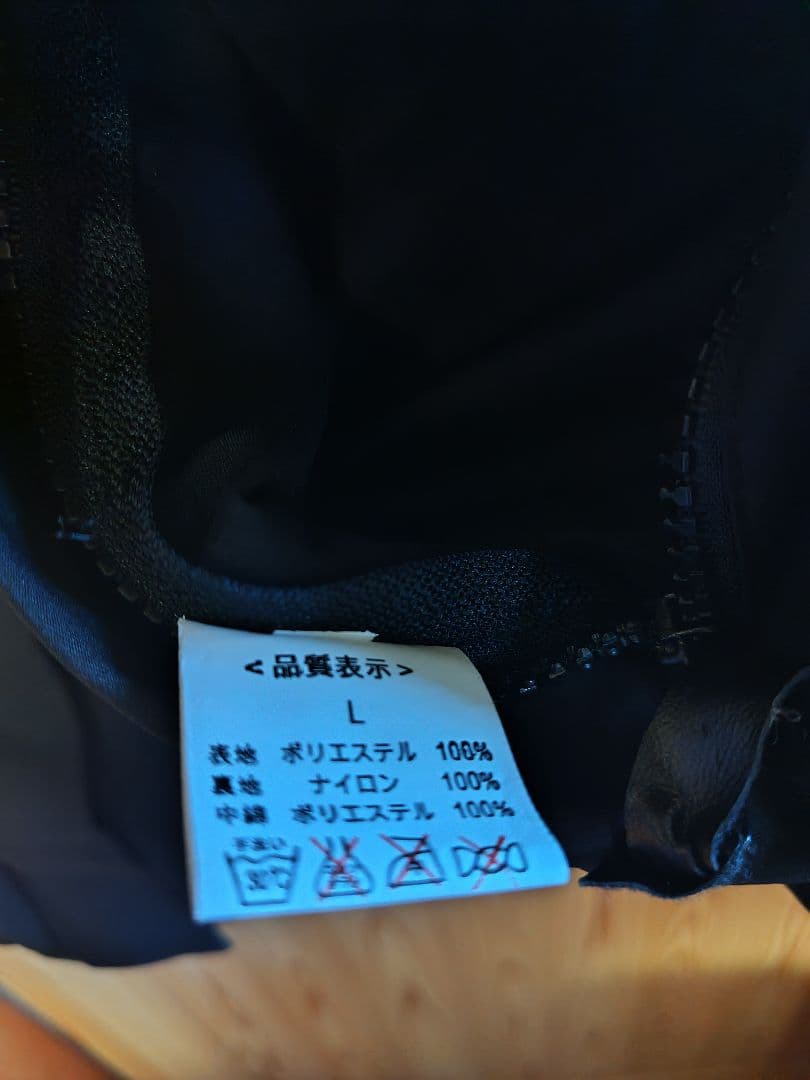 <品質表示>
L
表地 ポリエステル 100%
裏地 ナイロン 100%
中綿 ポリエステル 100%
手洗い
30℃